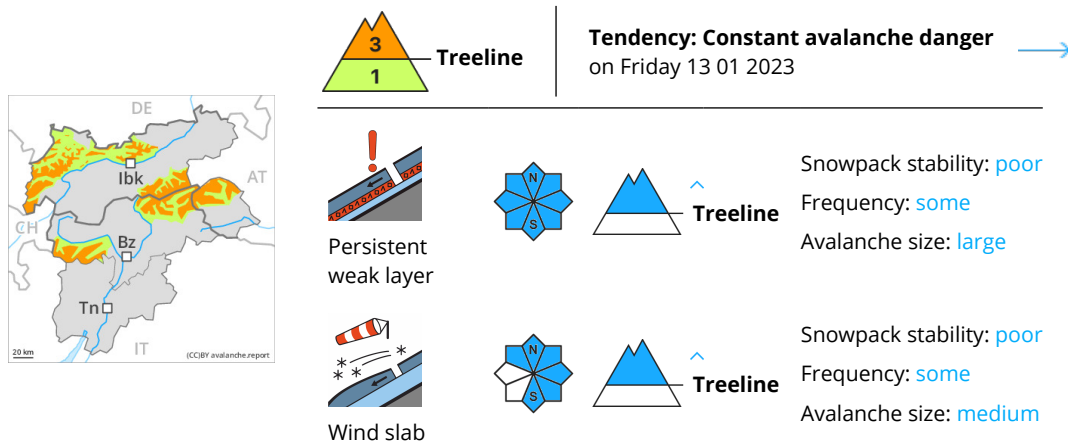 3
1
Treeline
Tendency: Constant avalanche danger
on Friday 13 01 2023
DE
Ibk
AT
CH
Bz
Tn
IT
20 km
(CC)BY avalanche.report
Persistent
weak layer
N
S
Treeline
Snowpack stability: poor
Frequency: some
Avalanche size: large
Wind slab
N
S
Treeline
Snowpack stability: poor
Frequency: some
Avalanche size: medium